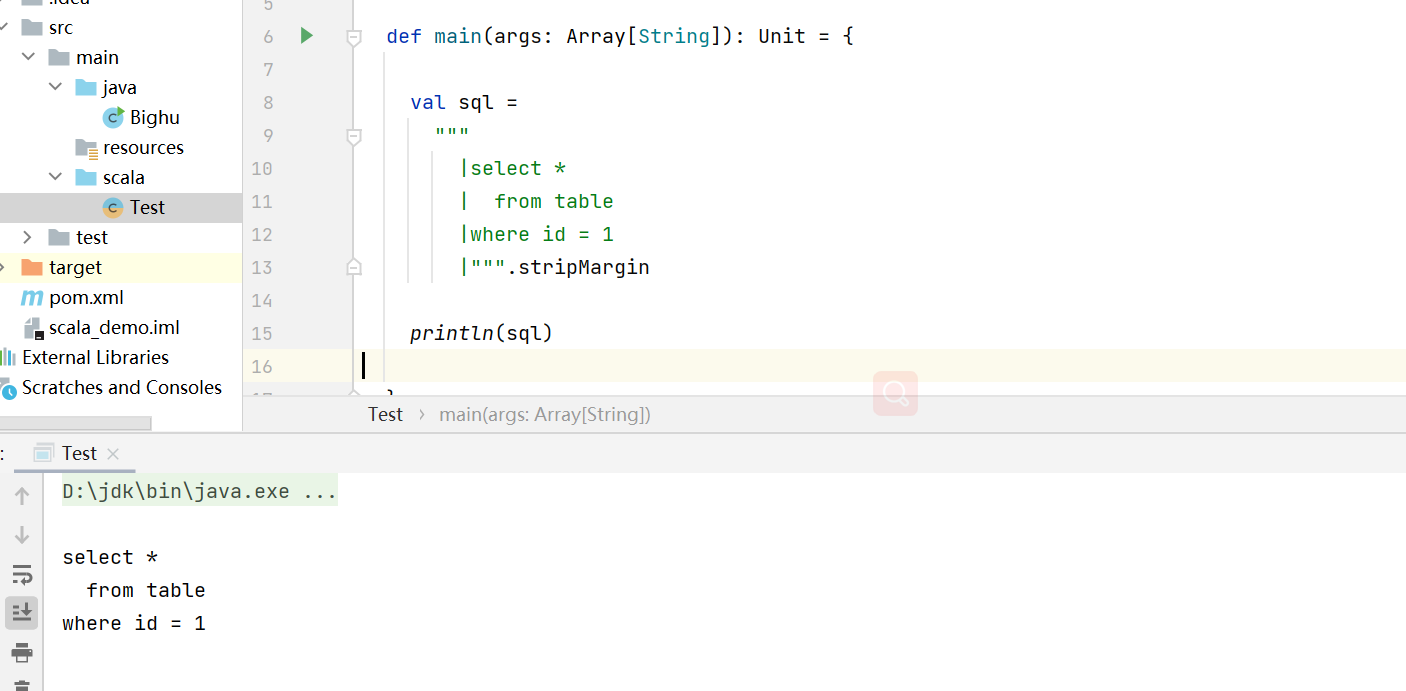 .idea
src
main
java
Bighu
resources
scala
Test
test
target
pom.xml
scala_demo.iml
External Libraries
Scratches and Consoles
5
6 def main(args: Array[String]): Unit = {
7
8 val sql =
9 """
10 |select *
11 |  from table
12 |where id = 1
13 |""".stripMargin
14
15 println(sql)
16
17 }
Test › main(args: Array[String])
: Test ×
D:\jdk\bin\java.exe ...
select *
  from table
where id = 1